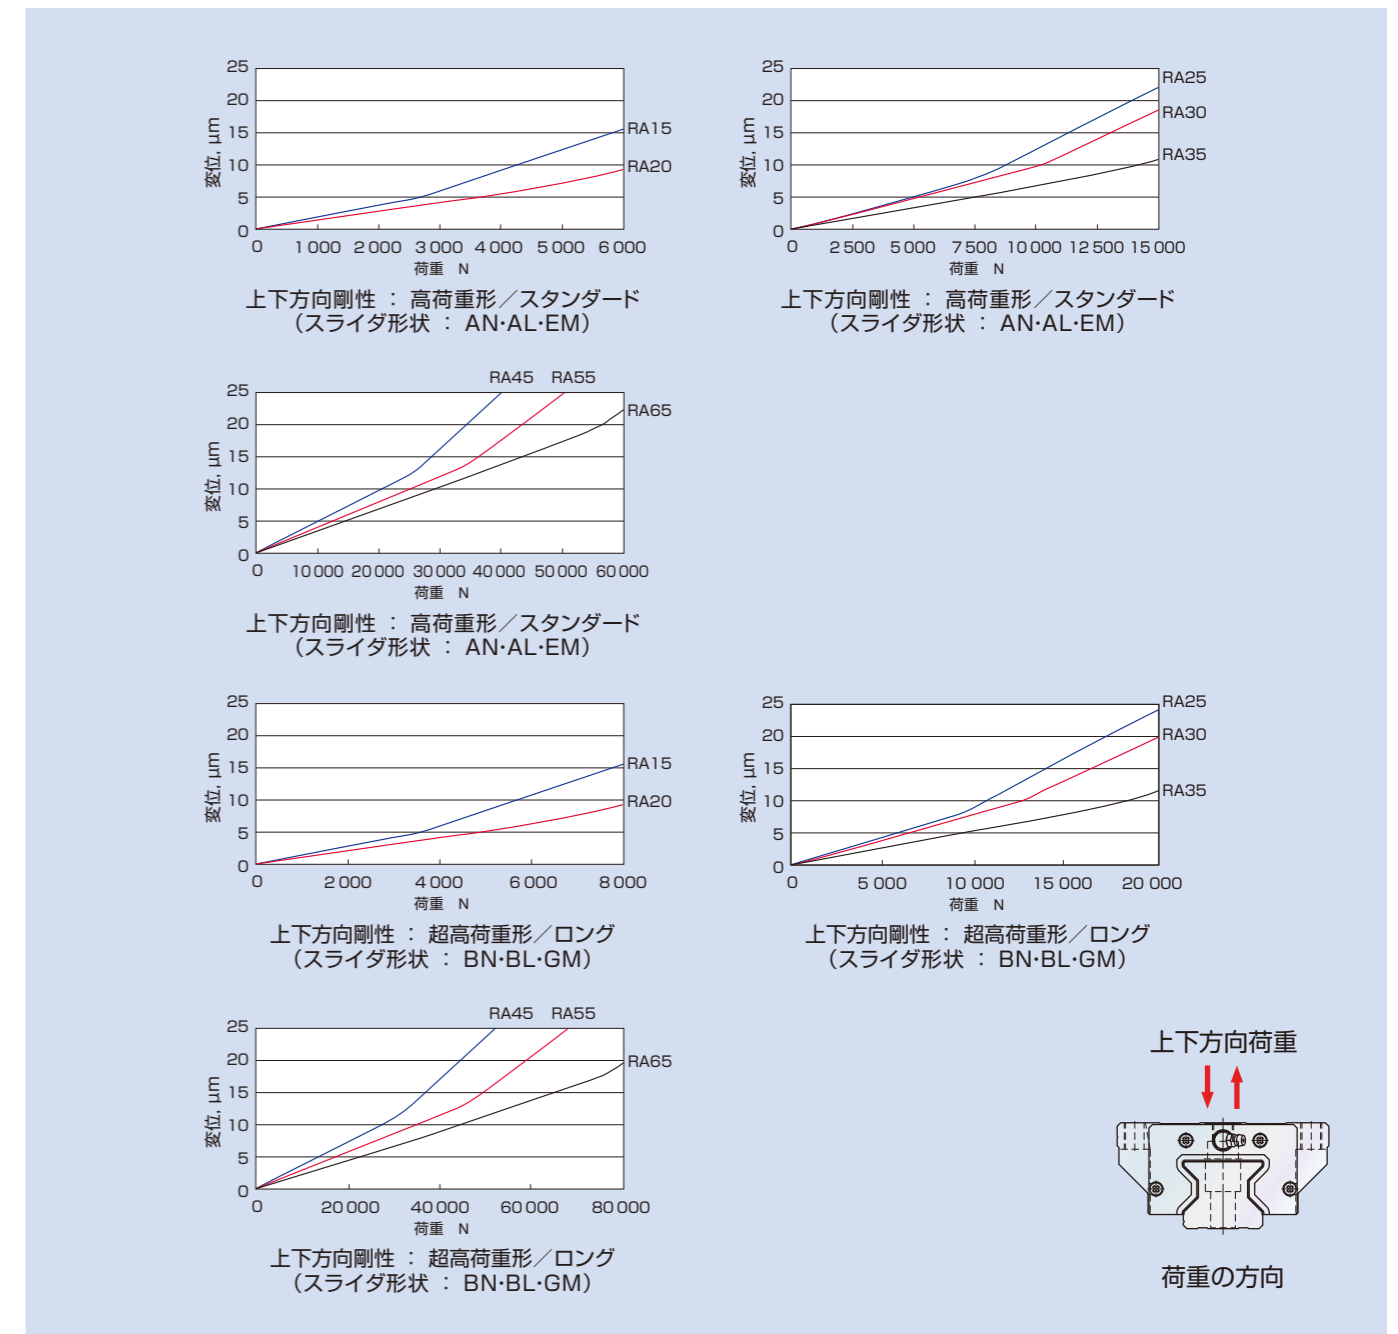 25
20
15
10
5
0
変位, μm
RA15
RA20
0 1 000 2 000 3 000 4 000 5 000 6 000
荷重 N
上下方向剛性 : 高荷重形／スタンダード
(スライダ形状 : AN・AL・EM)
25
20
15
10
5
0
変位, μm
RA25
RA30
RA35
0 2 500 5 000 7 500 10 000 12 500 15 000
荷重 N
上下方向剛性 : 高荷重形／スタンダード
(スライダ形状 : AN・AL・EM)
RA45 RA55
RA65
25
20
15
10
5
0
変位, μm
0 10 000 20 000 30 000 40 000 50 000 60 000
荷重 N
上下方向剛性 : 高荷重形／スタンダード
(スライダ形状 : AN・AL・EM)
25
20
15
10
5
0
変位, μm
RA15
RA20
0 2 000 4 000 6 000 8 000
荷重 N
上下方向剛性 : 超高荷重形／ロング
(スライダ形状 : BN・BL・GM)
25
20
15
10
5
0
変位, μm
RA25
RA30
RA35
0 5 000 10 000 15 000 20 000
荷重 N
上下方向剛性 : 超高荷重形／ロング
(スライダ形状 : BN・BL・GM)
RA45 RA55
RA65
25
20
15
10
5
0
変位, μm
0 20 000 40 000 60 000 80 000
荷重 N
上下方向剛性 : 超高荷重形／ロング
(スライダ形状 : BN・BL・GM)
上下方向荷重
荷重の方向